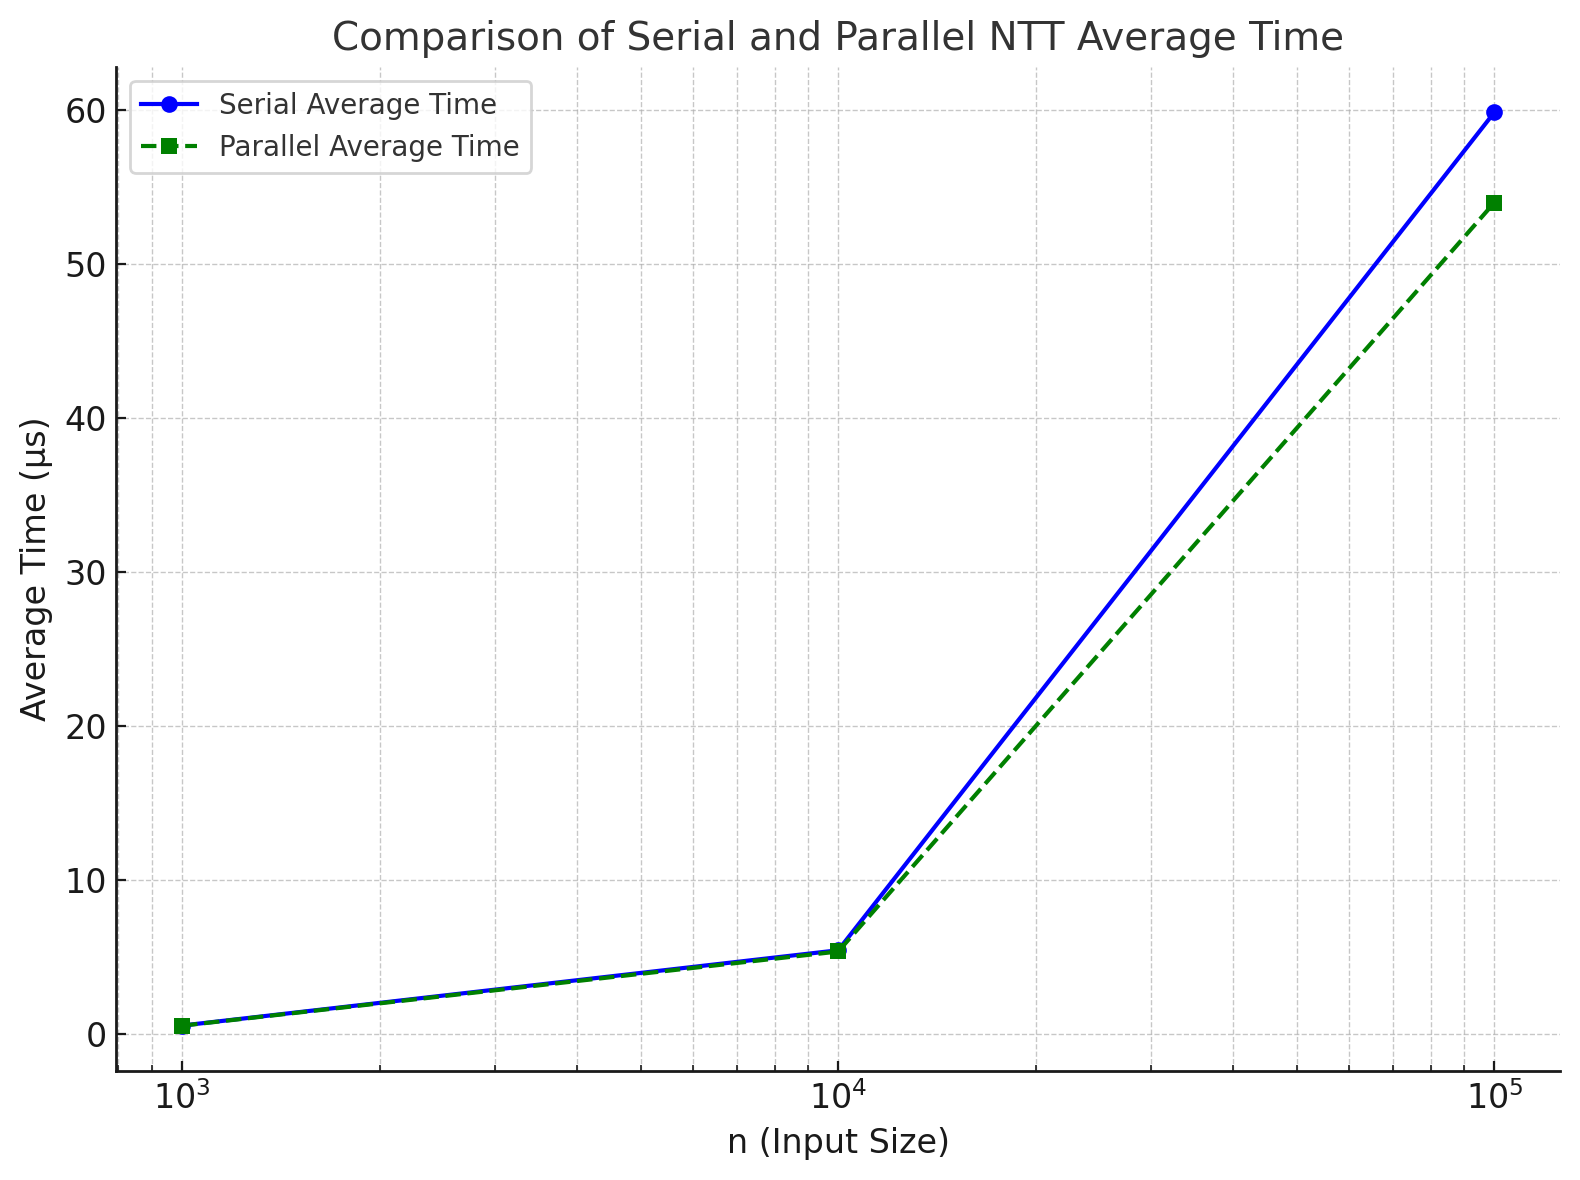 Comparison of Serial and Parallel NTT Average Time
Serial Average Time
Parallel Average Time
60
50
40
30
20
10
0
Average Time (μs)
10³
10⁴
10⁵
n (Input Size)